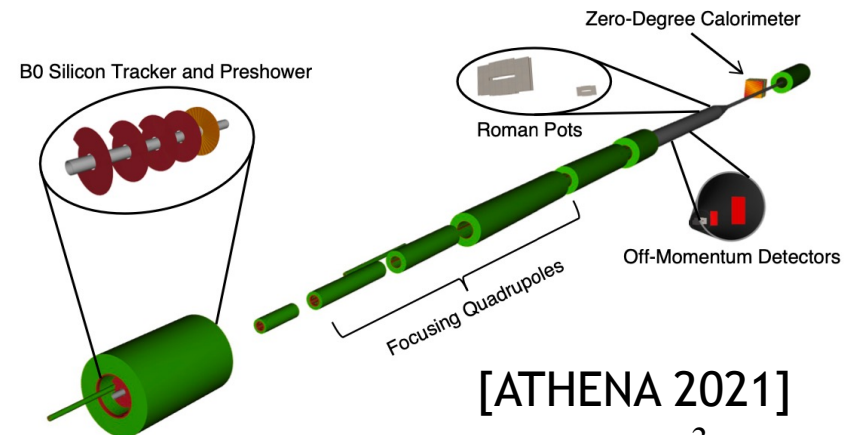 Zero-Degree Calorimeter
B0 Silicon Tracker and Preshower
Roman Pots
Off-Momentum Detectors
Focusing Quadrupoles
[ATHENA 2021]